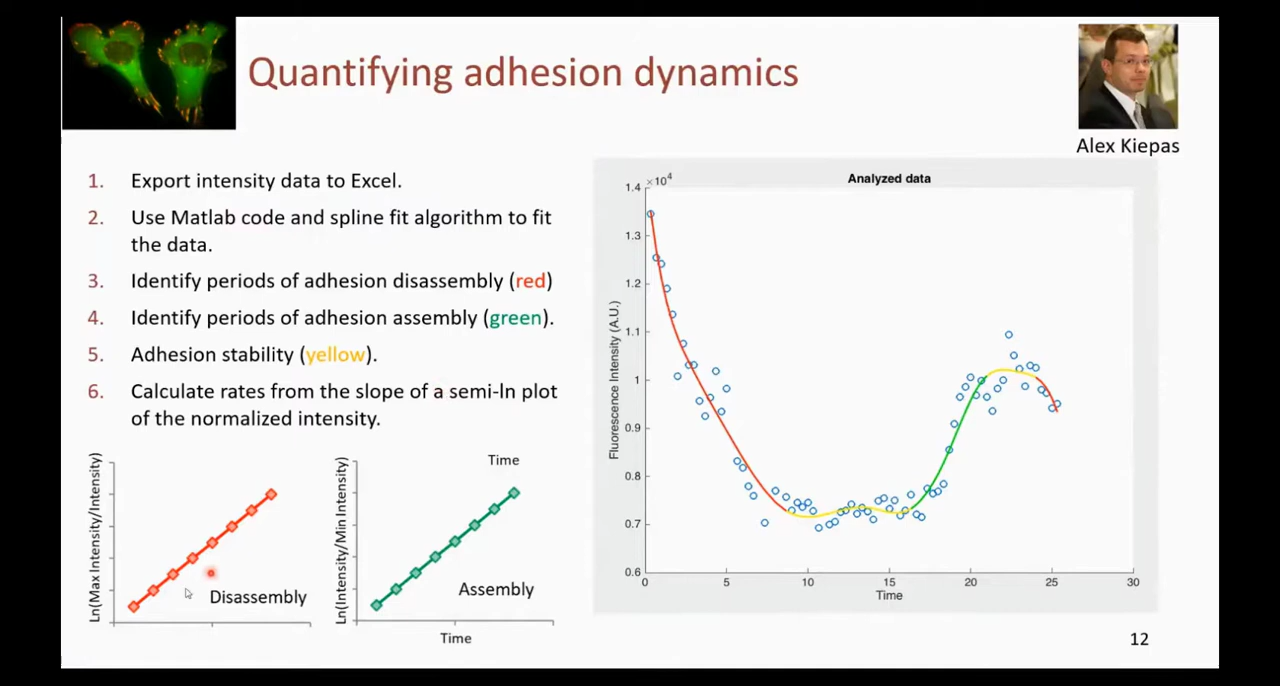 Quantifying adhesion dynamics
Alex Kiepas
1. Export intensity data to Excel.
2. Use Matlab code and spline fit algorithm to fit
the data.
3. Identify periods of adhesion disassembly (red)
4. Identify periods of adhesion assembly (green).
5. Adhesion stability (yellow).
6. Calculate rates from the slope of a semi-ln plot
of the normalized intensity.
Ln(Max Intensity/Intensity)
Disassembly
Time
Ln(Intensity/Min Intensity)
Assembly
Time
Analyzed data
×10⁴
1.4
1.3
1.2
1.1
1
0.9
0.8
0.7
0.6
Fluorescence Intensity (A.U.)
0 5 10 15 20 25 30
Time
12